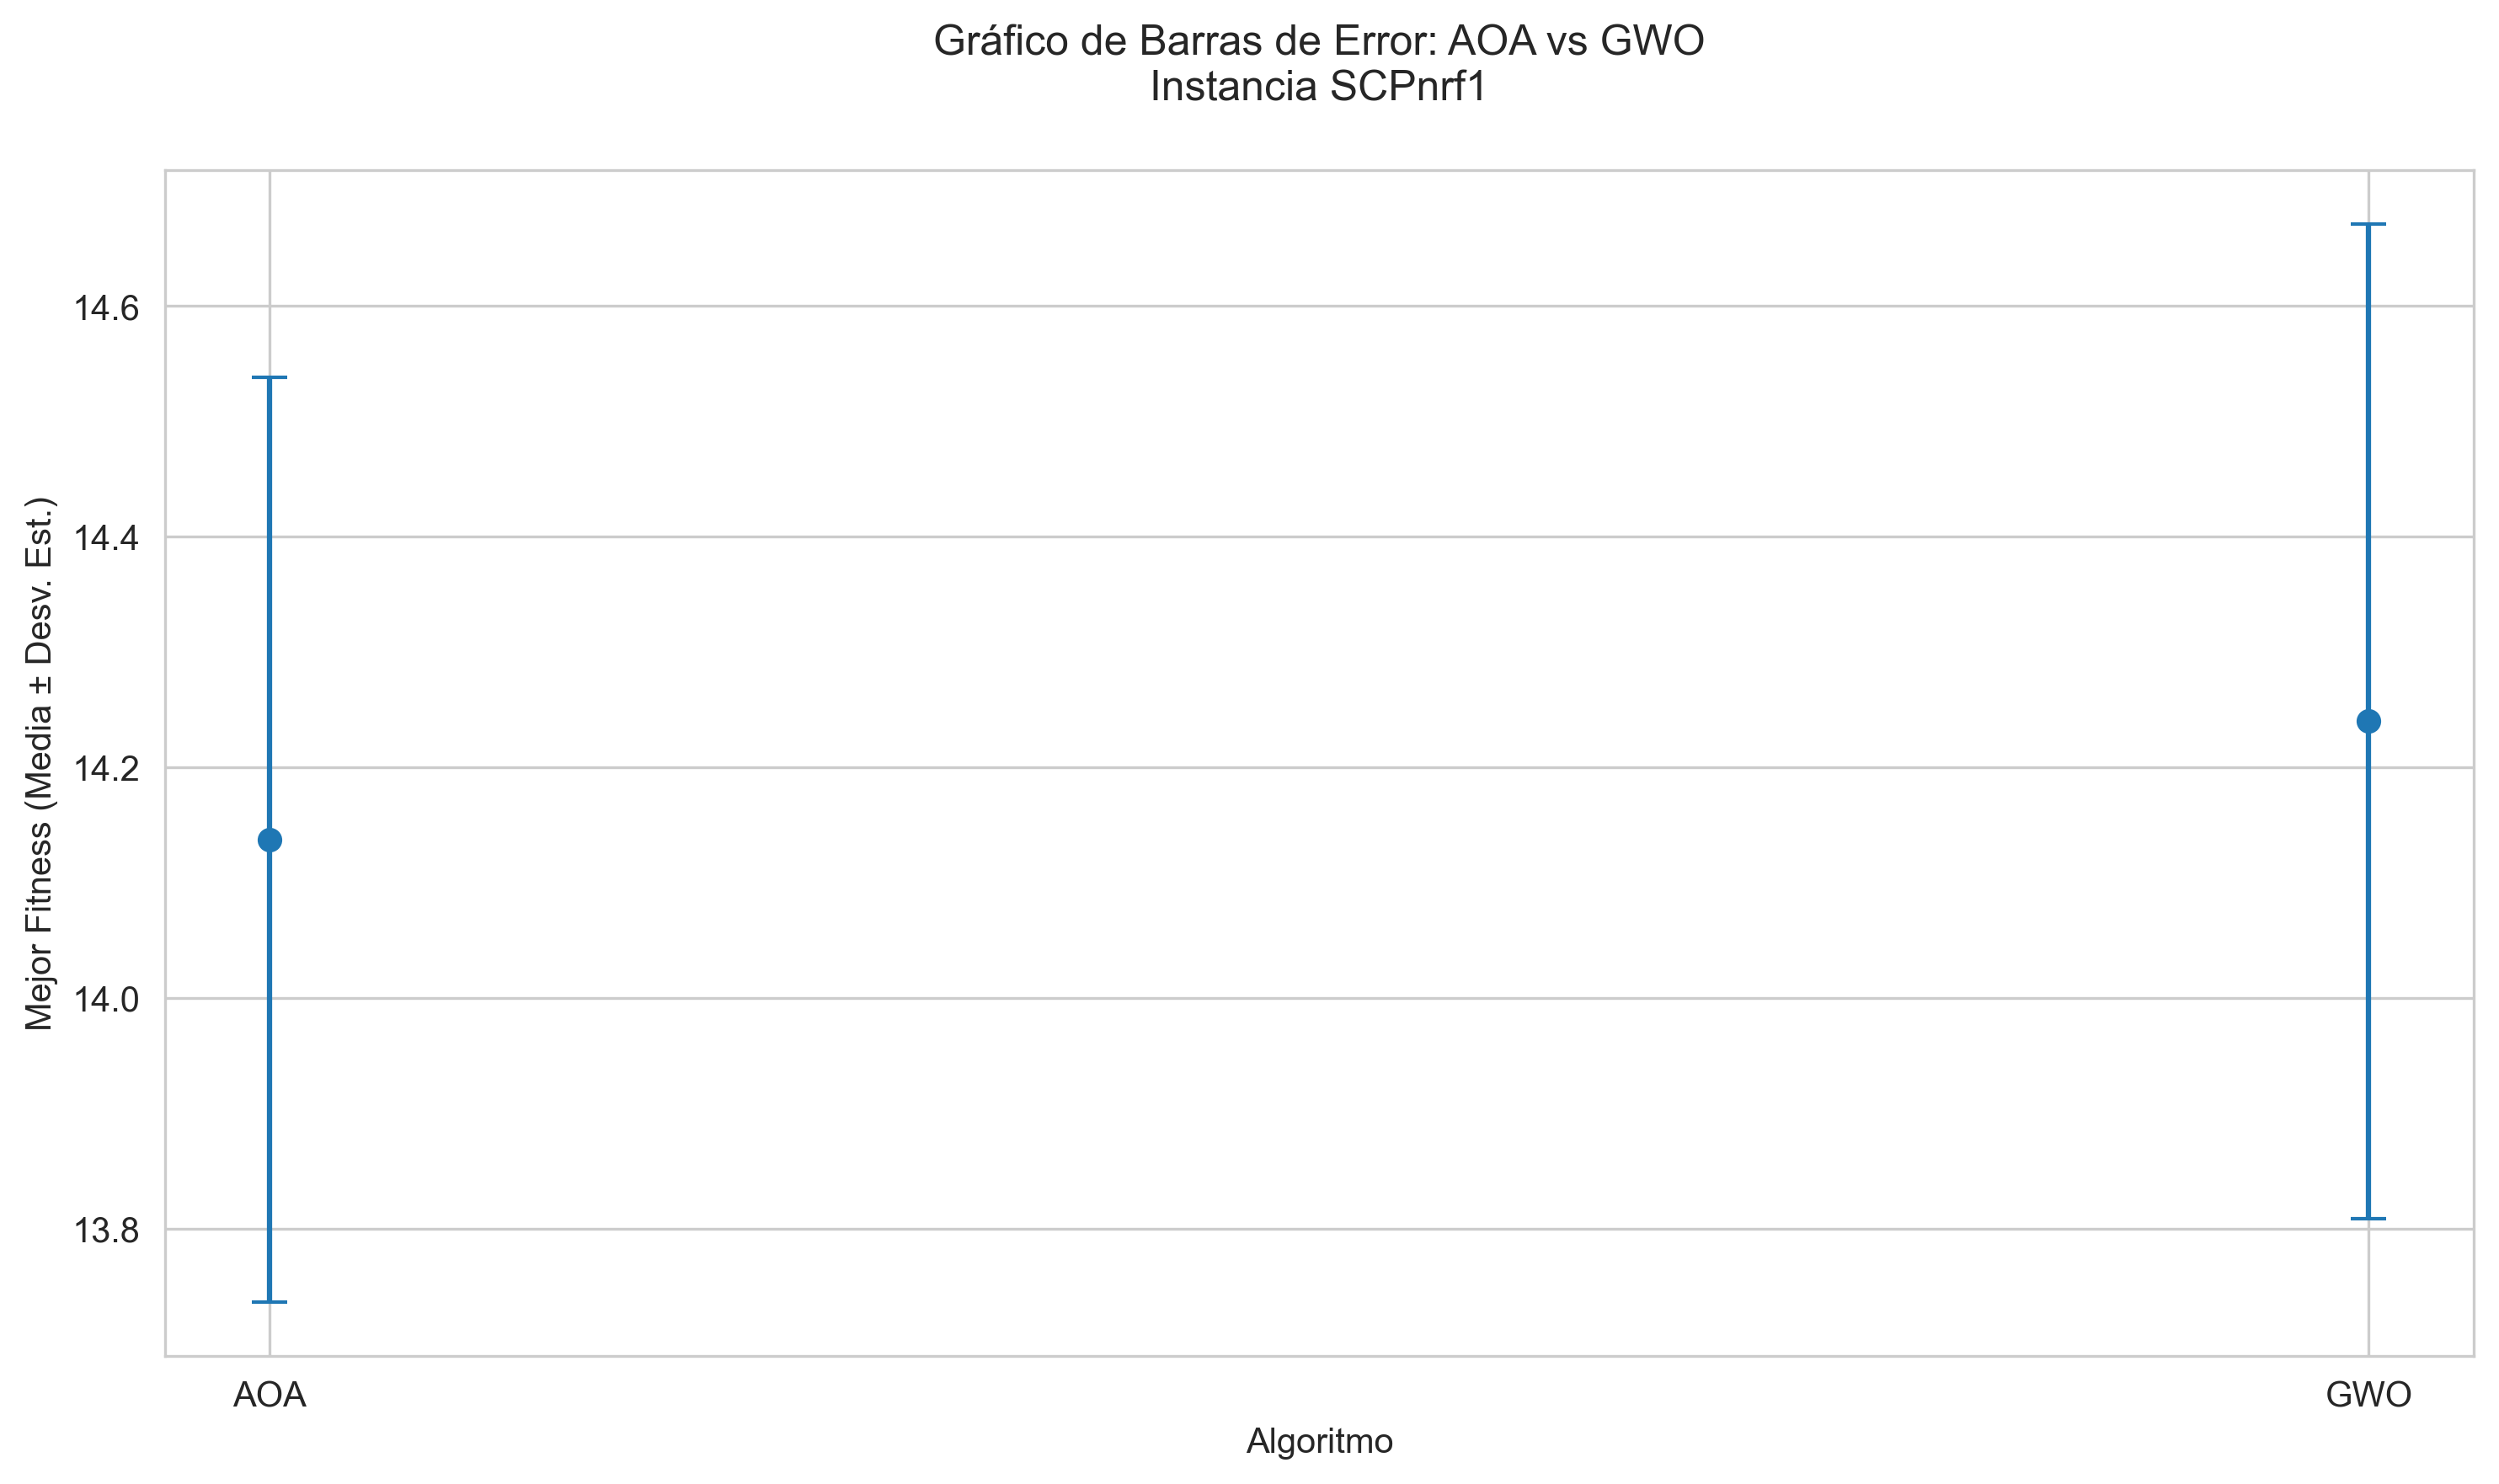 Gráfico de Barras de Error: AOA vs GWO
Instancia SCPnrf1
Mejor Fitness (Media ± Desv. Est.)
14.6
14.4
14.2
14.0
13.8
AOA
GWO
Algoritmo